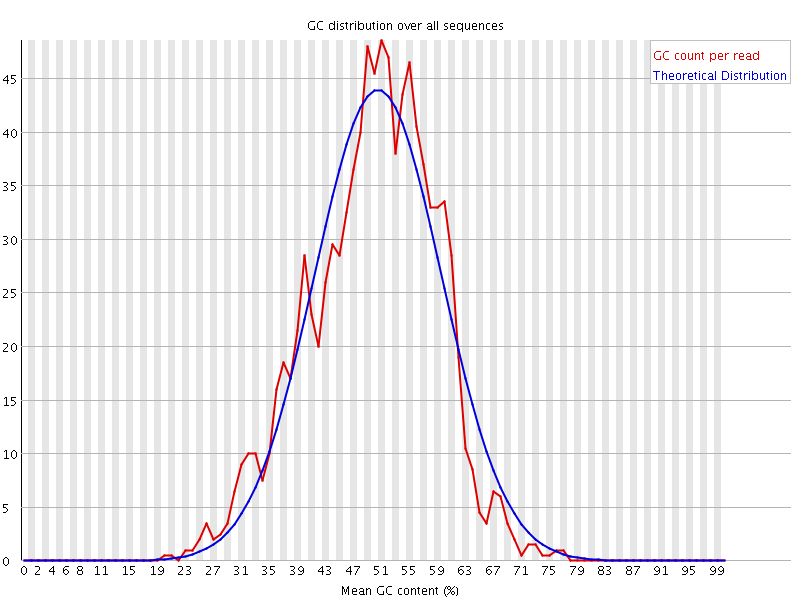 GC distribution over all sequences
GC count per read
Theoretical Distribution
45
40
35
30
25
20
15
10
5
0
0 2 4 6 8 11 15 19 23 27 31 35 39 43 47 51 55 59 63 67 71 75 79 83 87 91 95 99
Mean GC content (%)